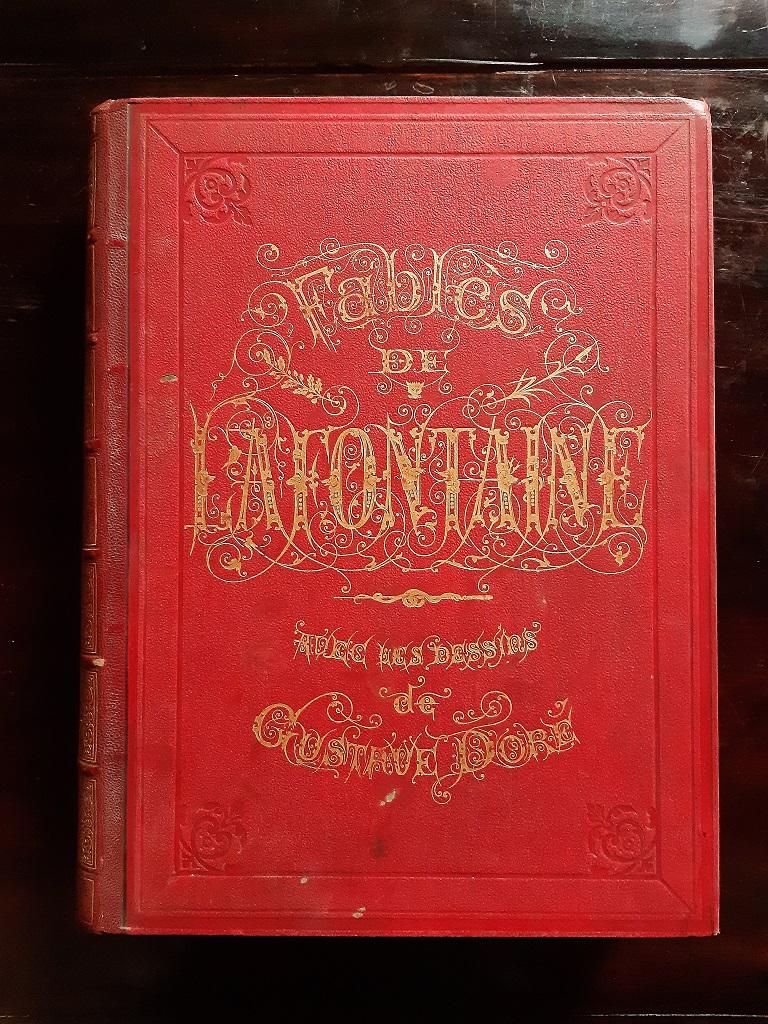 Fables
DE
LAFONTAINE
AVEC LES DESSINS
de
GUSTAVE DORÉ